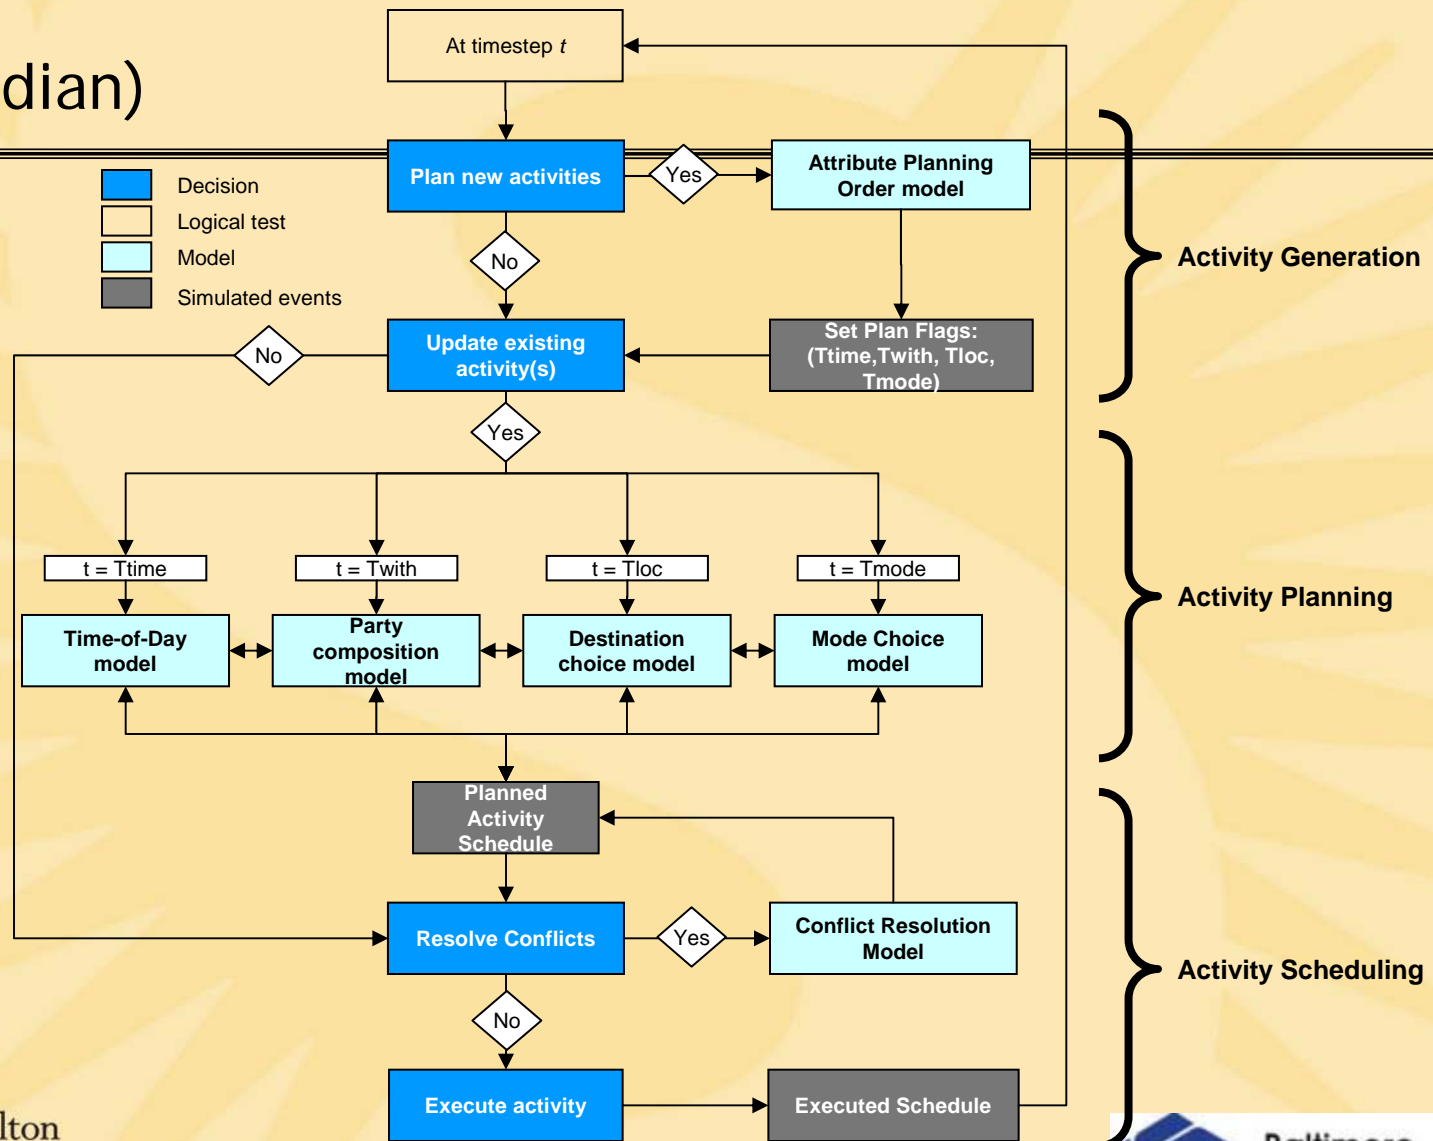 dian)
At timestep t
Decision
Logical test
Model
Simulated events
Plan new activities
Yes
Attribute Planning
Order model
No
Activity Generation
No
Update existing
activity(s)
Set Plan Flags:
(Ttime,Twith, Tloc,
Tmode)
Yes
t = Ttime
t = Twith
t = Tloc
t = Tmode
Activity Planning
Time-of-Day
model
Party
composition
model
Destination
choice model
Mode Choice
model
Planned
Activity
Schedule
Resolve Conflicts
Yes
Conflict Resolution
Model
Activity Scheduling
No
Execute activity
Executed Schedule
lton